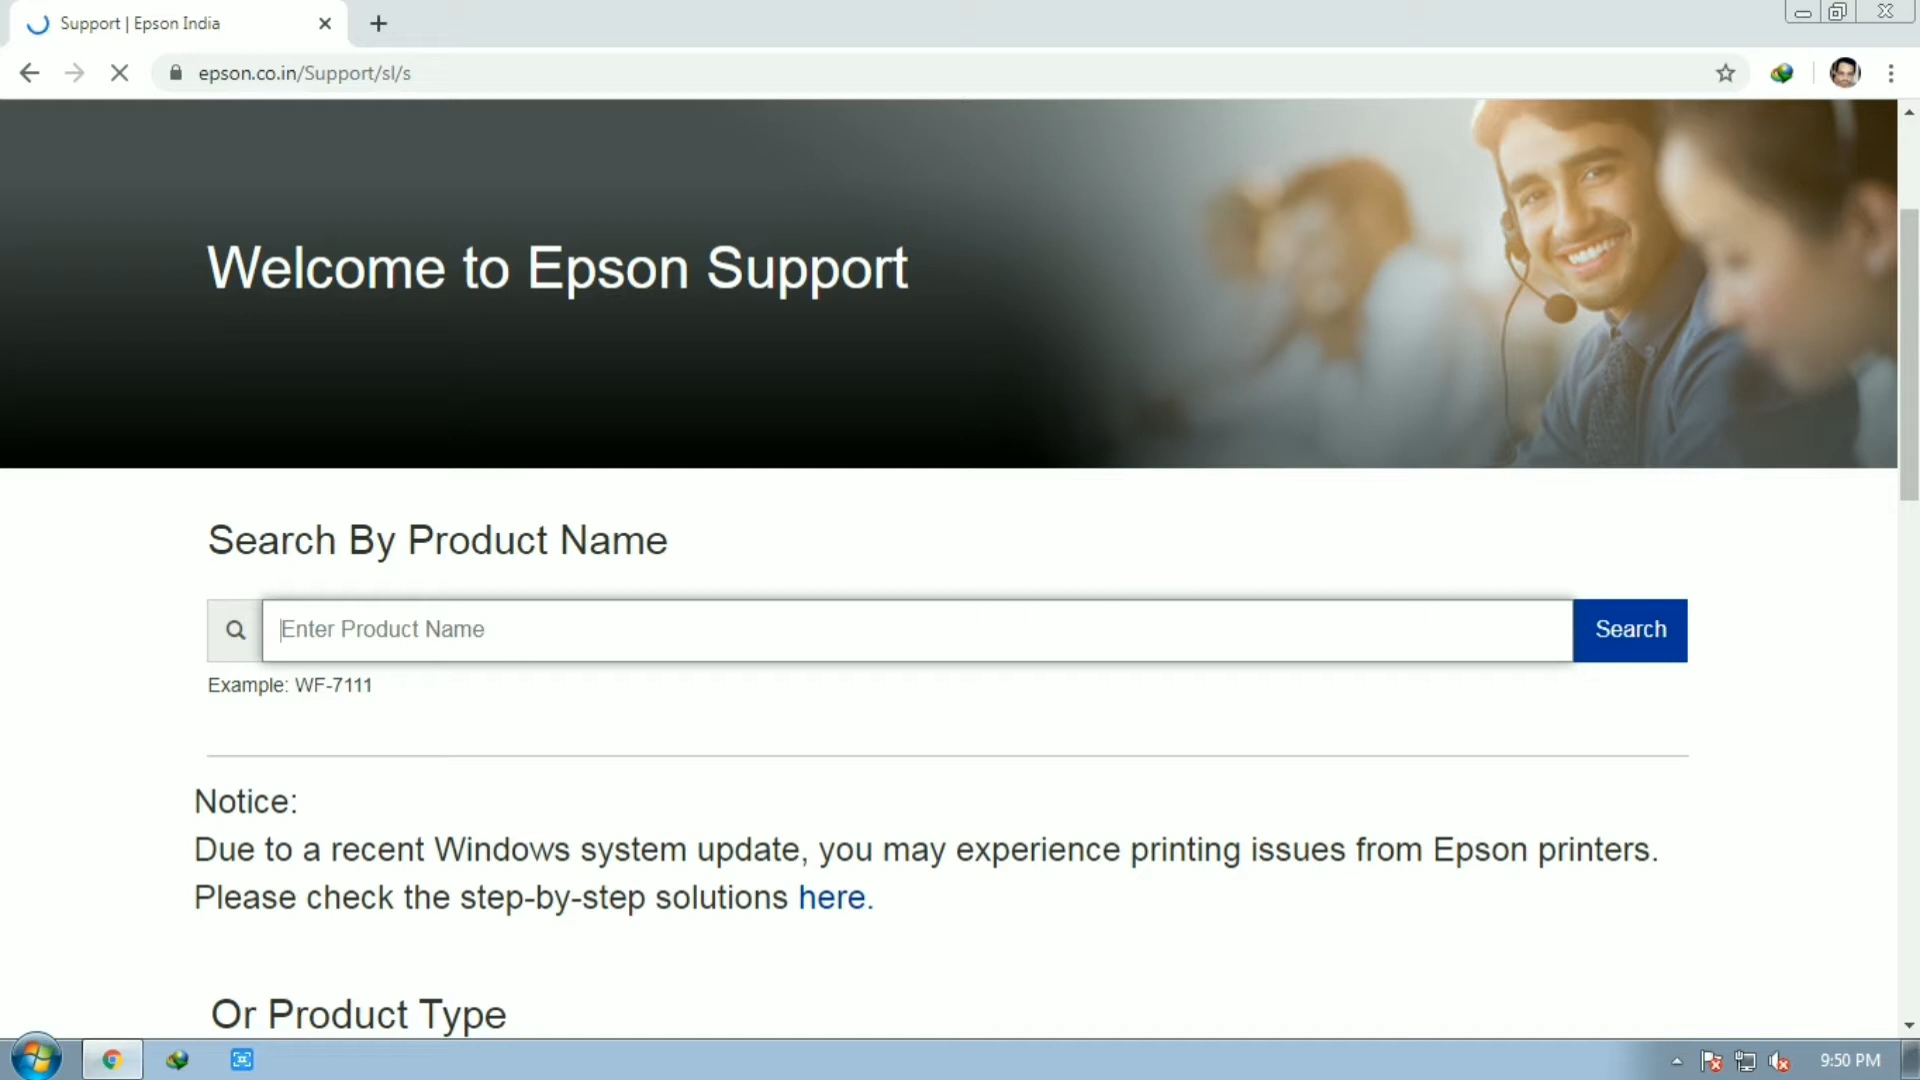 Support | Epson India
epson.co.in/Support/sl/s
Welcome to Epson Support
Search By Product Name
Enter Product Name
Search
Example: WF-7111
Notice:
Due to a recent Windows system update, you may experience printing issues from Epson printers.
Please check the step-by-step solutions here.
Or Product Type
9:50 PM